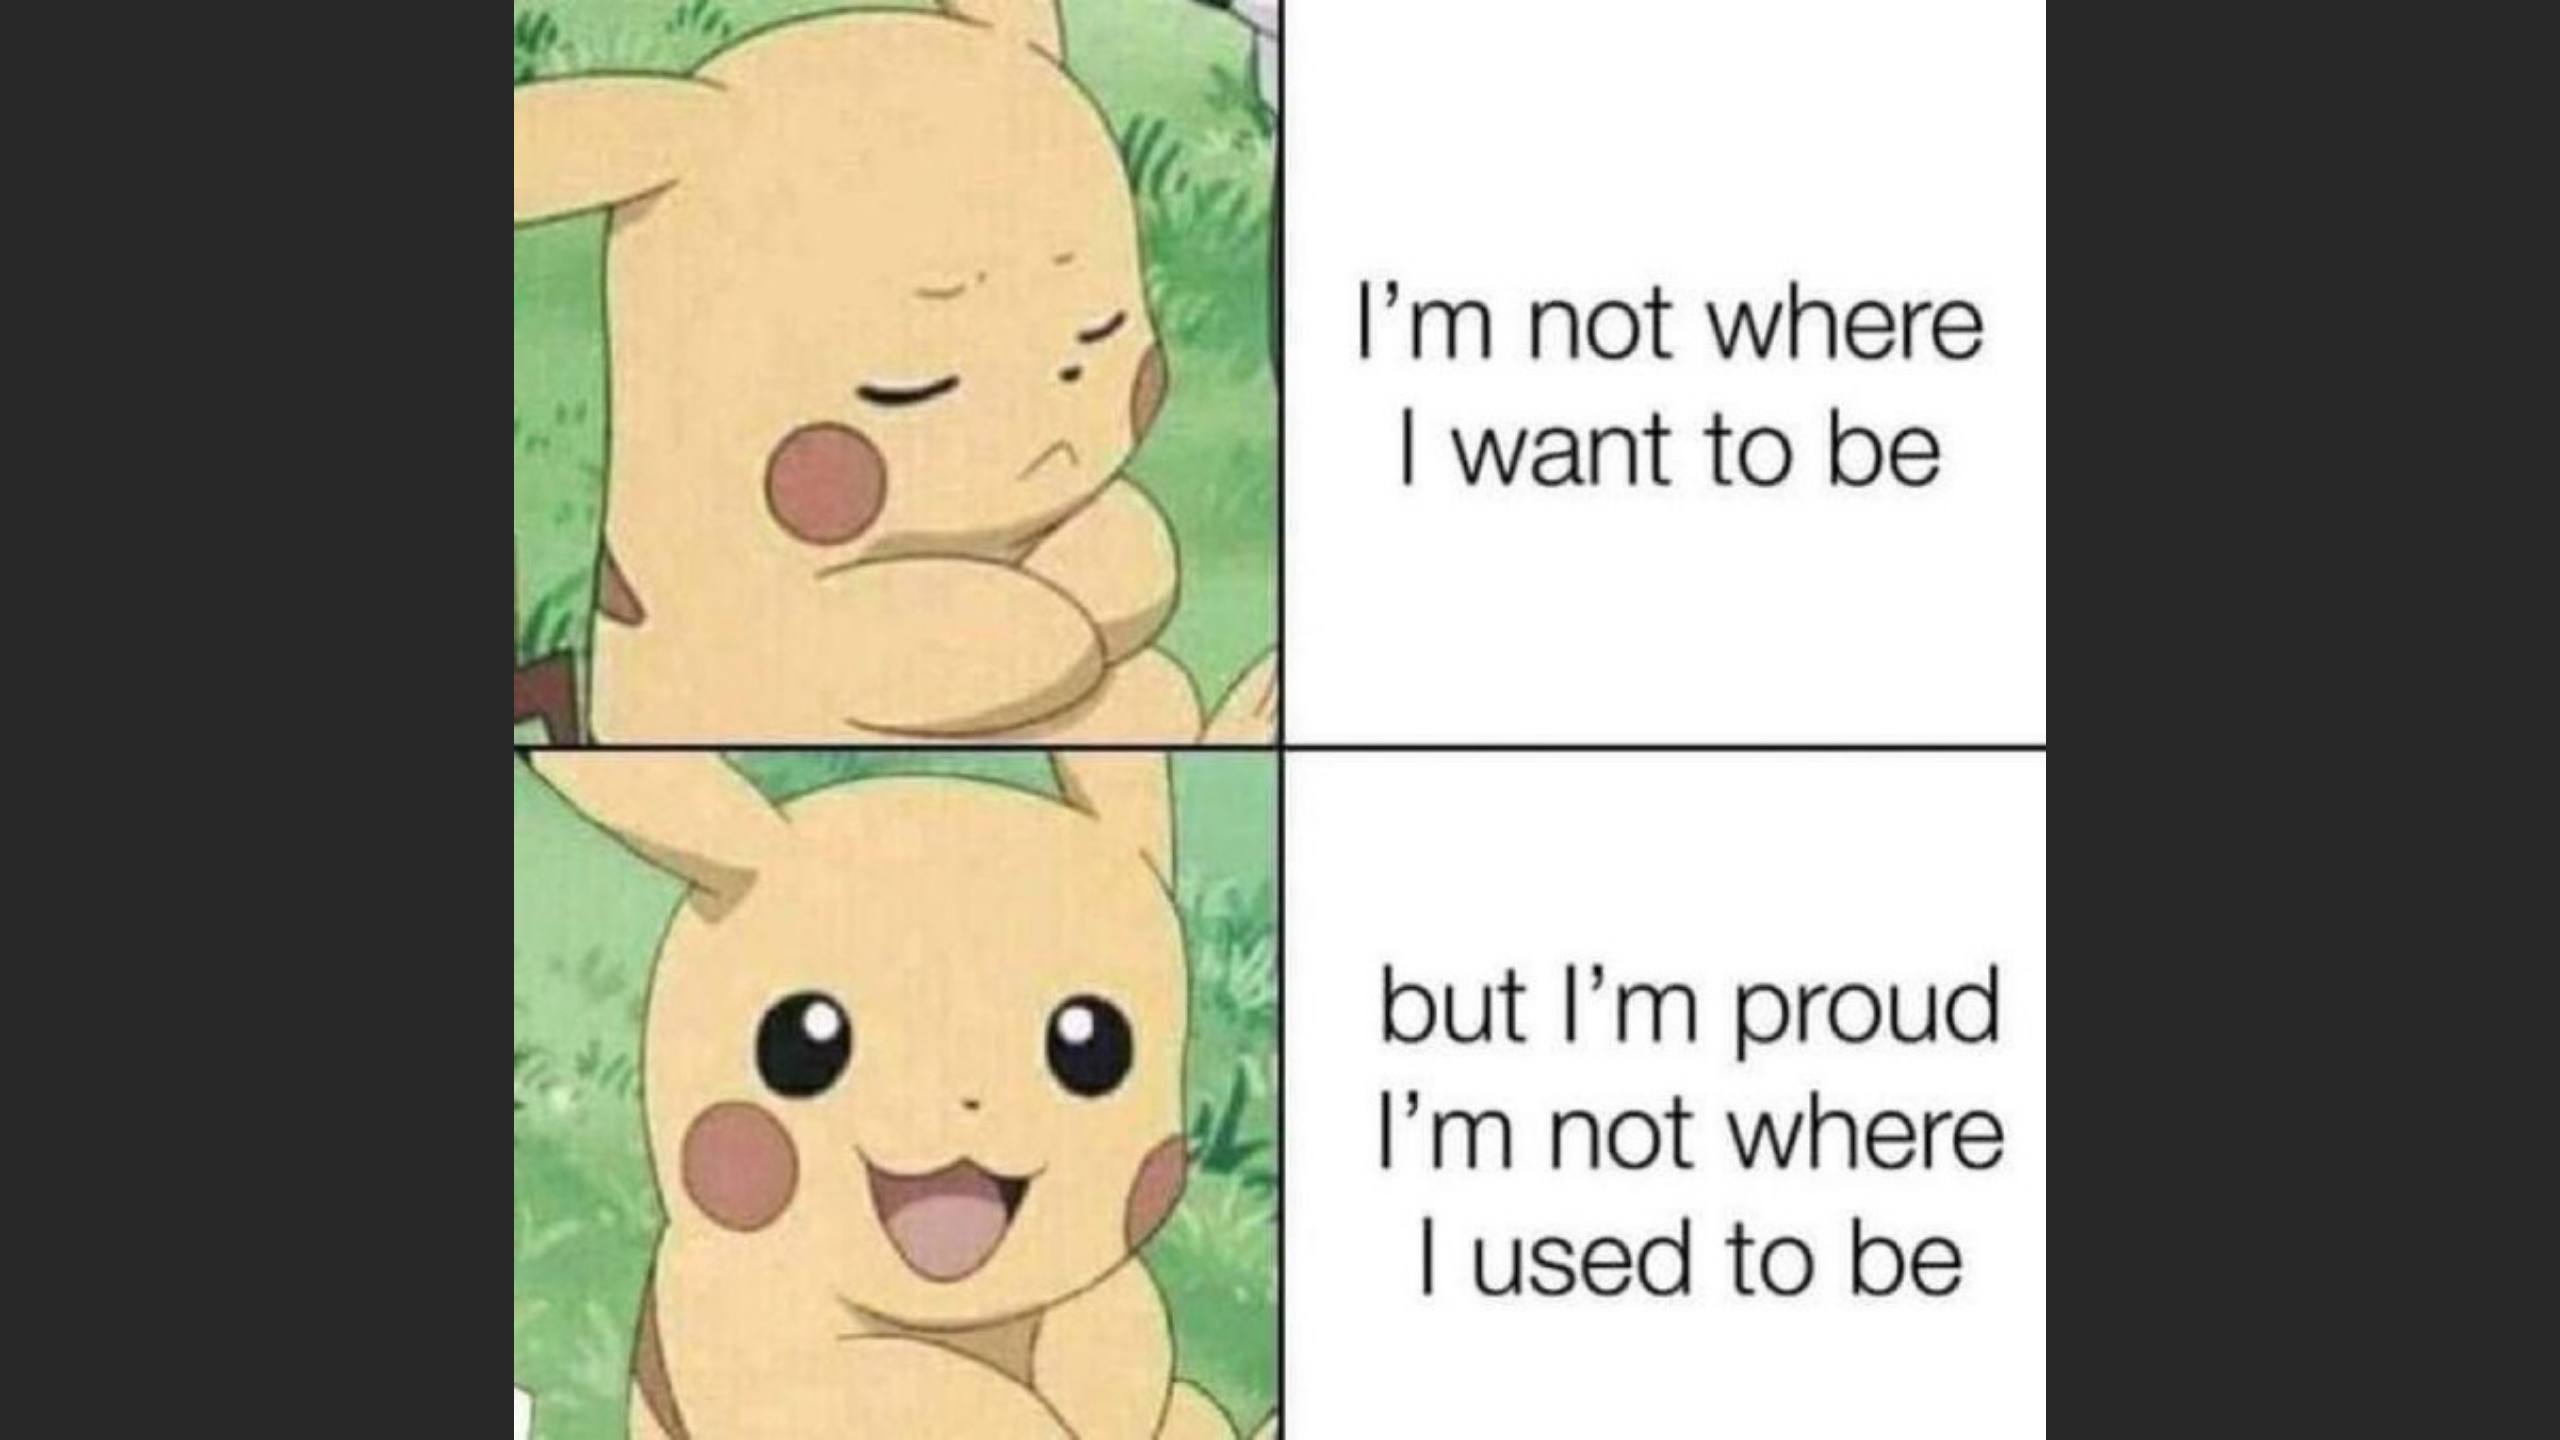 I’m not where
I want to be
but I’m proud
I’m not where
I used to be